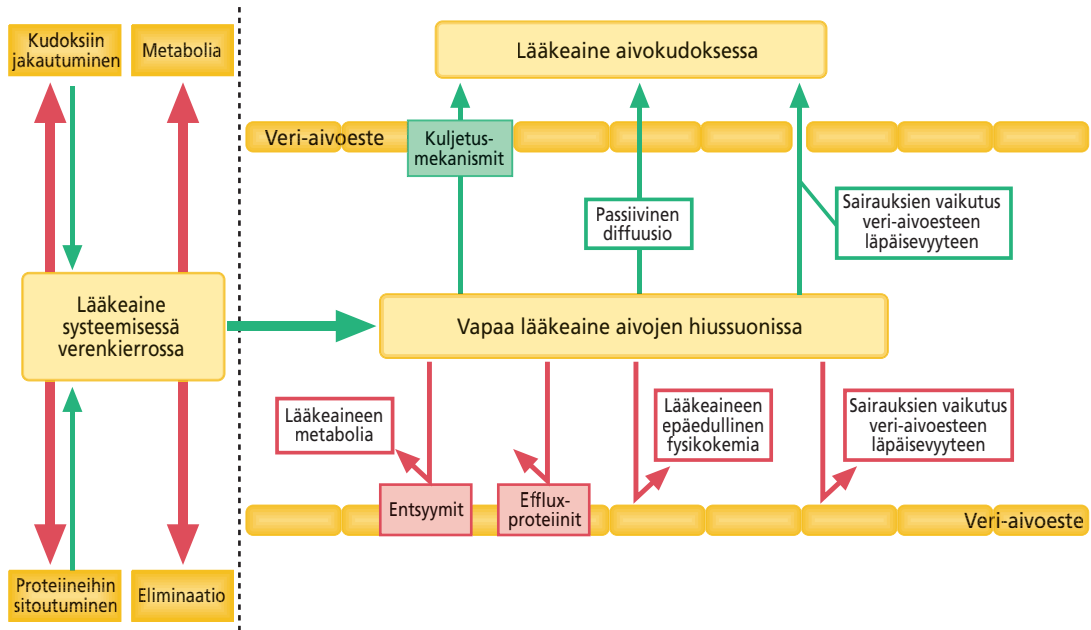 Kudoksiin
jakautuminen
Metabolia
Lääkeaine aivokudoksessa
Veri-aivoeste
Kuljetus-
mekanismit
Passiivinen
diffuusio
Sairauksien vaikutus
veri-aivoesteen
läpäisevyyteen
Lääkeaine
systeemisessä
verenkierrossa
Vapaa lääkeaine aivojen hiussuonissa
Lääkeaineen
metabolia
Lääkeaineen
epäedullinen
fysikokemia
Sairauksien vaikutus
veri-aivoesteen
läpäisevyyteen
Entsyymit
Efflux-
proteiinit
Veri-aivoeste
Proteiineihin
sitoutuminen
Eliminaatio